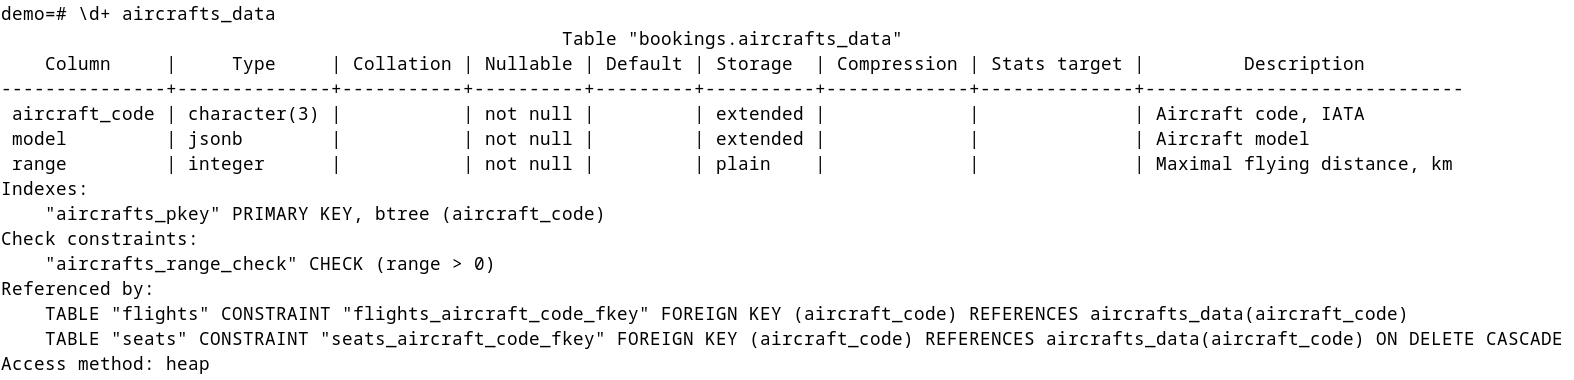 demo=# \d+ aircrafts_data
                                                   Table "bookings.aircrafts_data"
    Column     |     Type     | Collation | Nullable | Default | Storage  | Compression | Stats target |         Description         
---------------+--------------+-----------+----------+---------+----------+-------------+--------------+-----------------------------
 aircraft_code | character(3) |           | not null |         | extended |             |              | Aircraft code, IATA
 model         | jsonb        |           | not null |         | extended |             |              | Aircraft model
 range         | integer      |           | not null |         | plain    |             |              | Maximal flying distance, km
Indexes:
    "aircrafts_pkey" PRIMARY KEY, btree (aircraft_code)
Check constraints:
    "aircrafts_range_check" CHECK (range > 0)
Referenced by:
    TABLE "flights" CONSTRAINT "flights_aircraft_code_fkey" FOREIGN KEY (aircraft_code) REFERENCES aircrafts_data(aircraft_code)
    TABLE "seats" CONSTRAINT "seats_aircraft_code_fkey" FOREIGN KEY (aircraft_code) REFERENCES aircrafts_data(aircraft_code) ON DELETE CASCADE
Access method: heap